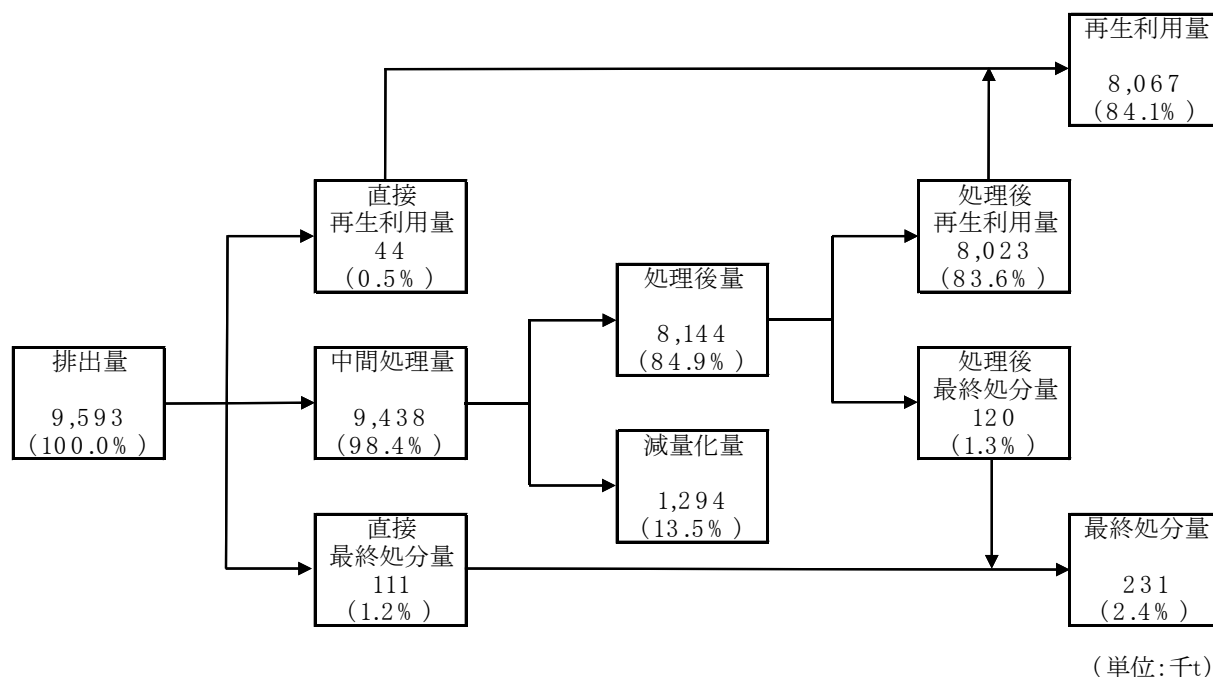 再生利用量
8,067
(84.1%)
直接
再生利用量
44
(0.5%)
処理後
再生利用量
8,023
(83.6%)
処理後量
8,144
(84.9%)
排出量
9,593
(100.0%)
中間処理量
9,438
(98.4%)
処理後
最終処分量
120
(1.3%)
減量化量
1,294
(13.5%)
直接
最終処分量
111
(1.2%)
最終処分量
231
(2.4%)
(単位:千t)